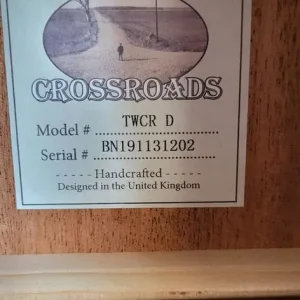 CROSSROADS
Model # TWCR D
Serial # BN191131202
- - - - - Handcrafted - - - - -
Designed in the United Kingdom